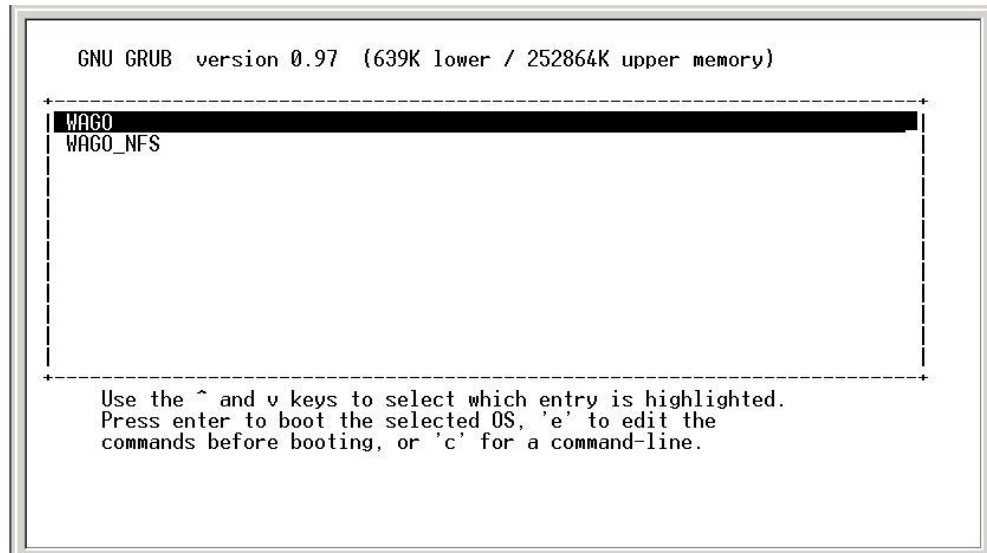 GNU GRUB version 0.97 (639K lower / 252864K upper memory)
WAGO
WAGO_NFS
Use the ^ and v keys to select which entry is highlighted.
Press enter to boot the selected OS, 'e' to edit the
commands before booting, or 'c' for a command-line.